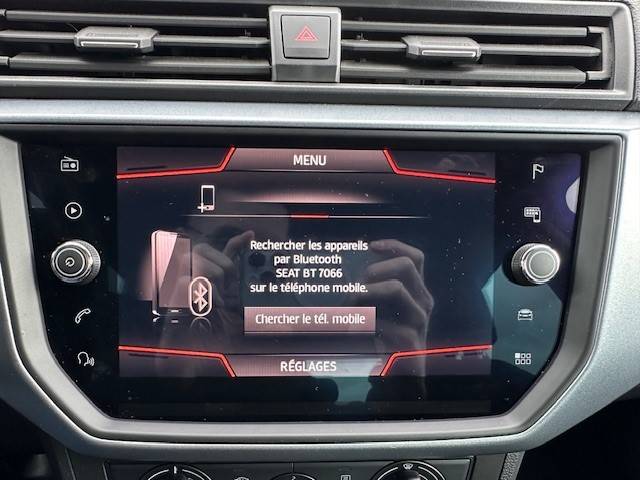 MENU
Rechercher les appareils
par Bluetooth
SEAT BT 7066
sur le téléphone mobile.
Chercher le tél. mobile
RÉGLAGES